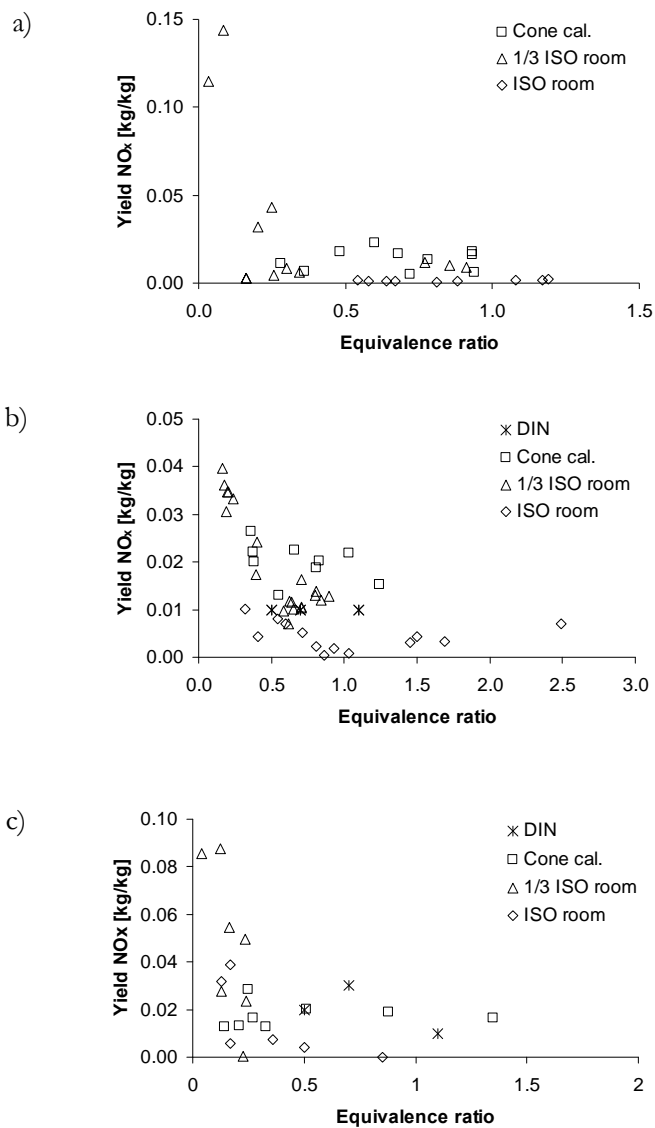 a)
0.15
0.10
0.05
0.00
Yield NOx [kg/kg]
0.0
0.5
1.0
1.5
Equivalence ratio
Cone cal.
1/3 ISO room
ISO room
b)
0.05
0.04
0.03
0.02
0.01
0.00
Yield NOx [kg/kg]
0.0
0.5
1.0
1.5
2.0
2.5
3.0
Equivalence ratio
DIN
Cone cal.
1/3 ISO room
ISO room
c)
0.10
0.08
0.06
0.04
0.02
0.00
Yield NOx [kg/kg]
0
0.5
1
1.5
2
Equivalence ratio
DIN
Cone cal.
1/3 ISO room
ISO room